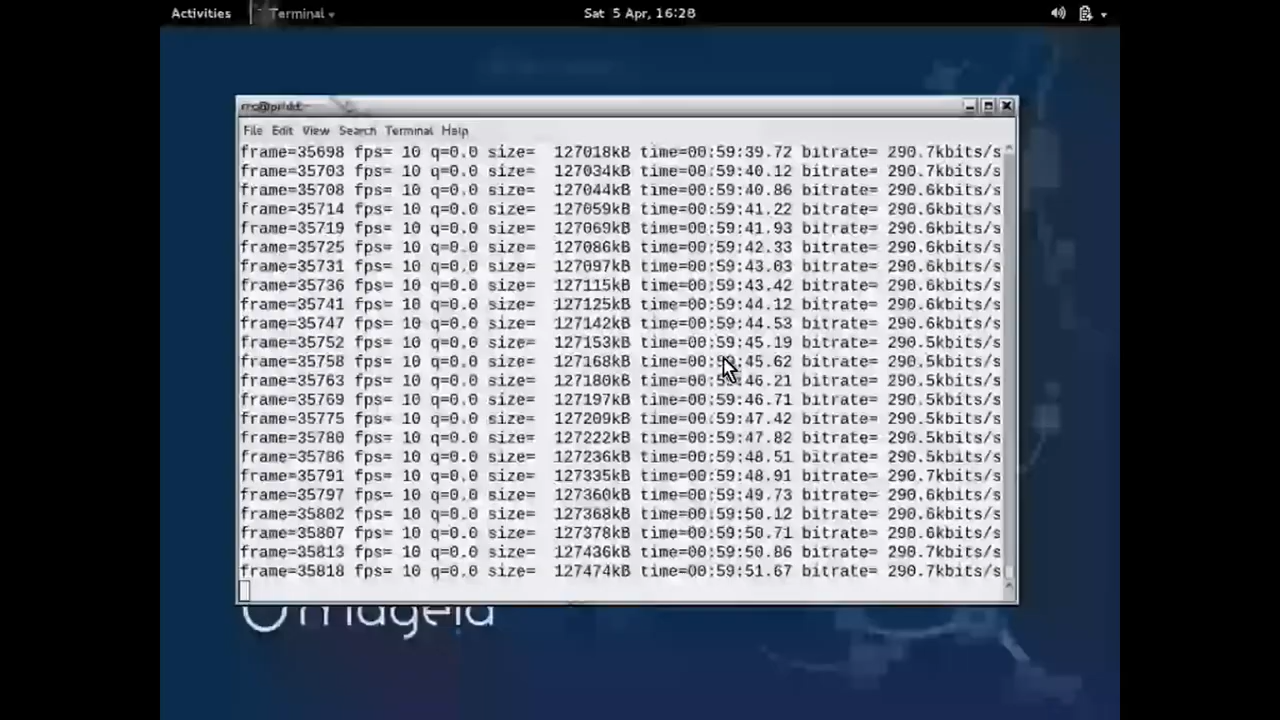 Activities
Terminal
Sat 5 Apr, 16:28
File Edit View Search Terminal Help
frame=35698 fps= 10 q=0.0 size=  127018kB time=00:59:39.72 bitrate= 290.7kbits/s
frame=35703 fps= 10 q=0.0 size=  127034kB time=00:59:40.12 bitrate= 290.7kbits/s
frame=35708 fps= 10 q=0.0 size=  127044kB time=00:59:40.86 bitrate= 290.6kbits/s
frame=35714 fps= 10 q=0.0 size=  127059kB time=00:59:41.22 bitrate= 290.6kbits/s
frame=35719 fps= 10 q=0.0 size=  127069kB time=00:59:41.93 bitrate= 290.6kbits/s
frame=35725 fps= 10 q=0.0 size=  127086kB time=00:59:42.33 bitrate= 290.6kbits/s
frame=35731 fps= 10 q=0.0 size=  127097kB time=00:59:43.03 bitrate= 290.6kbits/s
frame=35736 fps= 10 q=0.0 size=  127115kB time=00:59:43.42 bitrate= 290.6kbits/s
frame=35741 fps= 10 q=0.0 size=  127125kB time=00:59:44.12 bitrate= 290.6kbits/s
frame=35747 fps= 10 q=0.0 size=  127142kB time=00:59:44.53 bitrate= 290.6kbits/s
frame=35752 fps= 10 q=0.0 size=  127153kB time=00:59:45.19 bitrate= 290.5kbits/s
frame=35758 fps= 10 q=0.0 size=  127168kB time=00:59:45.62 bitrate= 290.5kbits/s
frame=35763 fps= 10 q=0.0 size=  127180kB time=00:59:46.21 bitrate= 290.5kbits/s
frame=35769 fps= 10 q=0.0 size=  127197kB time=00:59:46.71 bitrate= 290.5kbits/s
frame=35775 fps= 10 q=0.0 size=  127209kB time=00:59:47.42 bitrate= 290.5kbits/s
frame=35780 fps= 10 q=0.0 size=  127222kB time=00:59:47.82 bitrate= 290.5kbits/s
frame=35786 fps= 10 q=0.0 size=  127236kB time=00:59:48.51 bitrate= 290.5kbits/s
frame=35791 fps= 10 q=0.0 size=  127335kB time=00:59:48.91 bitrate= 290.7kbits/s
frame=35797 fps= 10 q=0.0 size=  127360kB time=00:59:49.73 bitrate= 290.6kbits/s
frame=35802 fps= 10 q=0.0 size=  127368kB time=00:59:50.12 bitrate= 290.6kbits/s
frame=35807 fps= 10 q=0.0 size=  127378kB time=00:59:50.71 bitrate= 290.6kbits/s
frame=35813 fps= 10 q=0.0 size=  127436kB time=00:59:50.86 bitrate= 290.7kbits/s
frame=35818 fps= 10 q=0.0 size=  127474kB time=00:59:51.67 bitrate= 290.7kbits/s
mageia